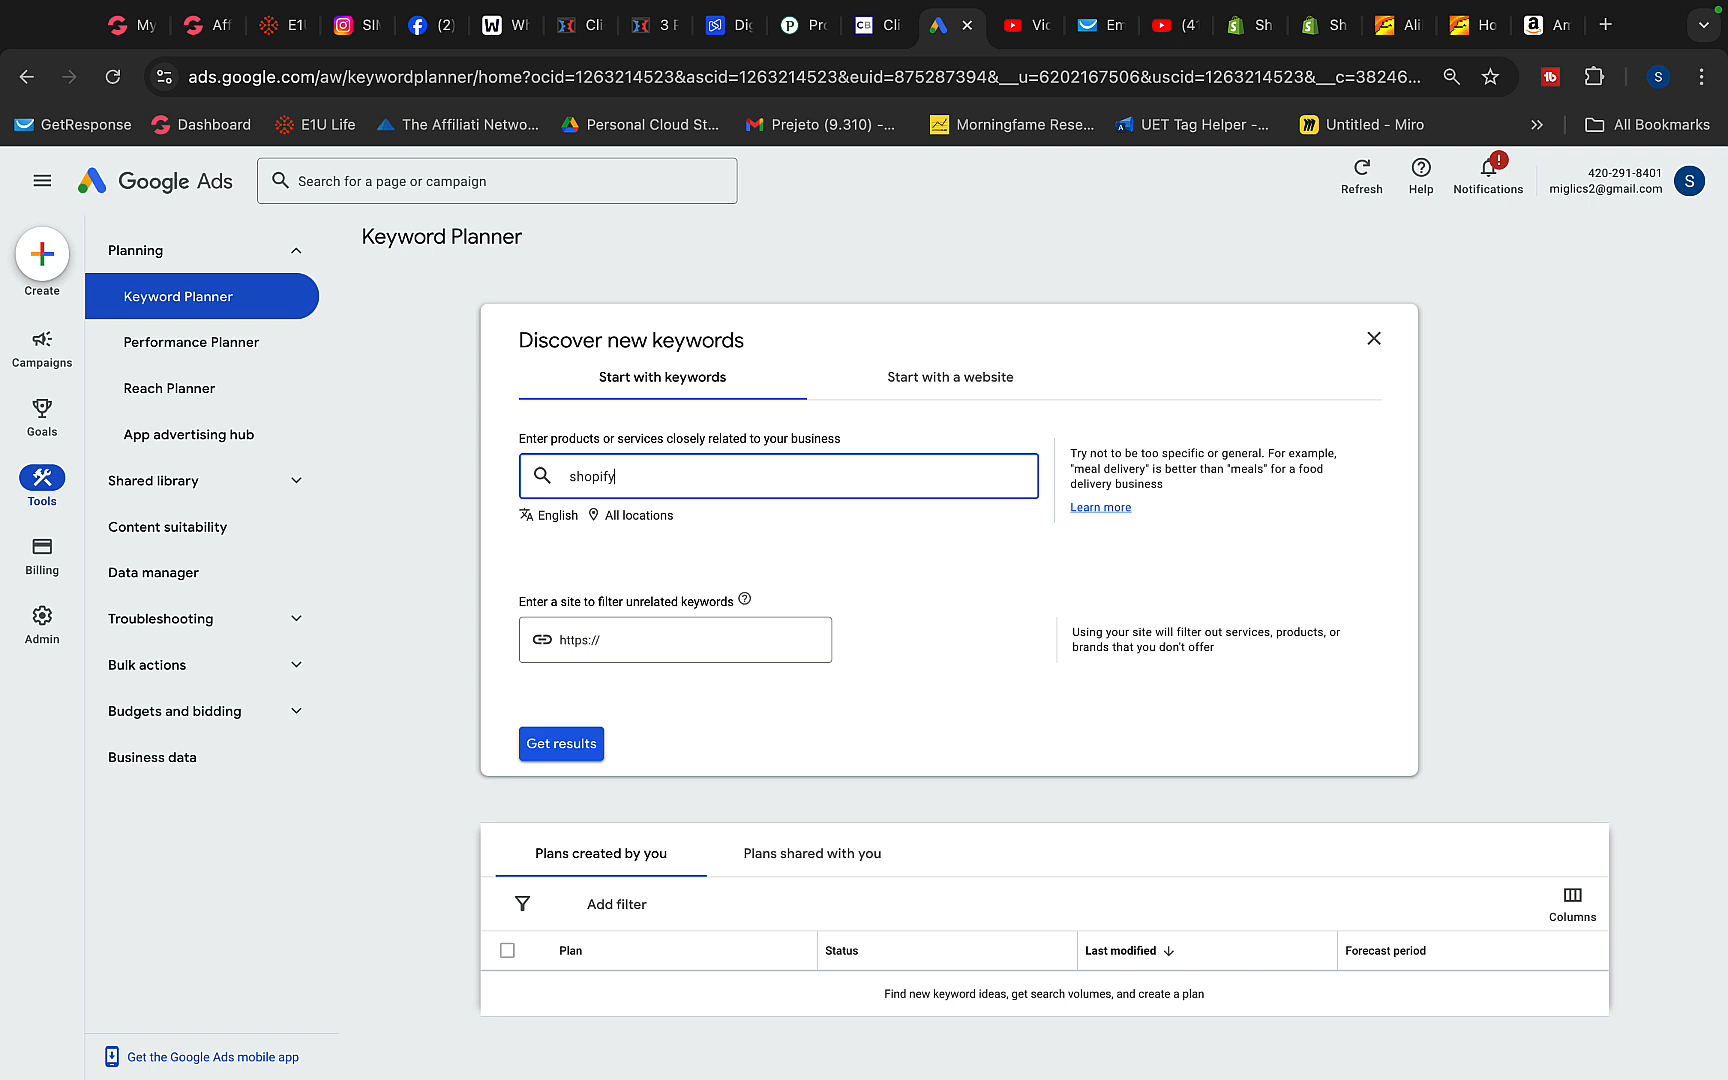 My
Aff
E1U
SIM
(2)
Wh
Cli
3 F
Dig
Pro
CB
Cli
Vid
Em
(41
Sh
Sh
Ali
Ho
Am
ads.google.com/aw/keywordplanner/home?ocid=1263214523&ascid=1263214523&euid=875287394&__u=6202167506&uscid=1263214523&__c=38246...
S
GetResponse
Dashboard
E1U Life
The Affiliati Netwo...
Personal Cloud St...
Prejeto (9.310) -...
Morningfame Rese...
UET Tag Helper -...
Untitled - Miro
All Bookmarks
Google Ads
Search for a page or campaign
Refresh
Help
Notifications
420-291-8401
miglics2@gmail.com
S
Create
Campaigns
Goals
Tools
Billing
Admin
Planning
Keyword Planner
Performance Planner
Reach Planner
App advertising hub
Shared library
Content suitability
Data manager
Troubleshooting
Bulk actions
Budgets and bidding
Business data
Get the Google Ads mobile app
Keyword Planner
Discover new keywords
Start with keywords
Start with a website
Enter products or services closely related to your business
shopify
English
All locations
Try not to be too specific or general. For example,
"meal delivery" is better than "meals" for a food
delivery business
Learn more
Enter a site to filter unrelated keywords
https://
Using your site will filter out services, products, or
brands that you don't offer
Get results
Plans created by you
Plans shared with you
Add filter
Columns
Plan
Status
Last modified
Forecast period
Find new keyword ideas, get search volumes, and create a plan